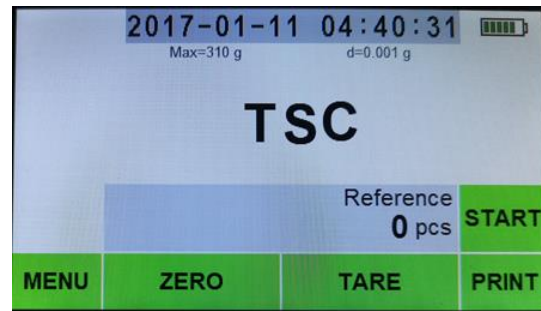 2017-01-11 04:40:31
Max=310 g d=0.001 g
TSC
Reference
0 pcs START
MENU ZERO TARE PRINT